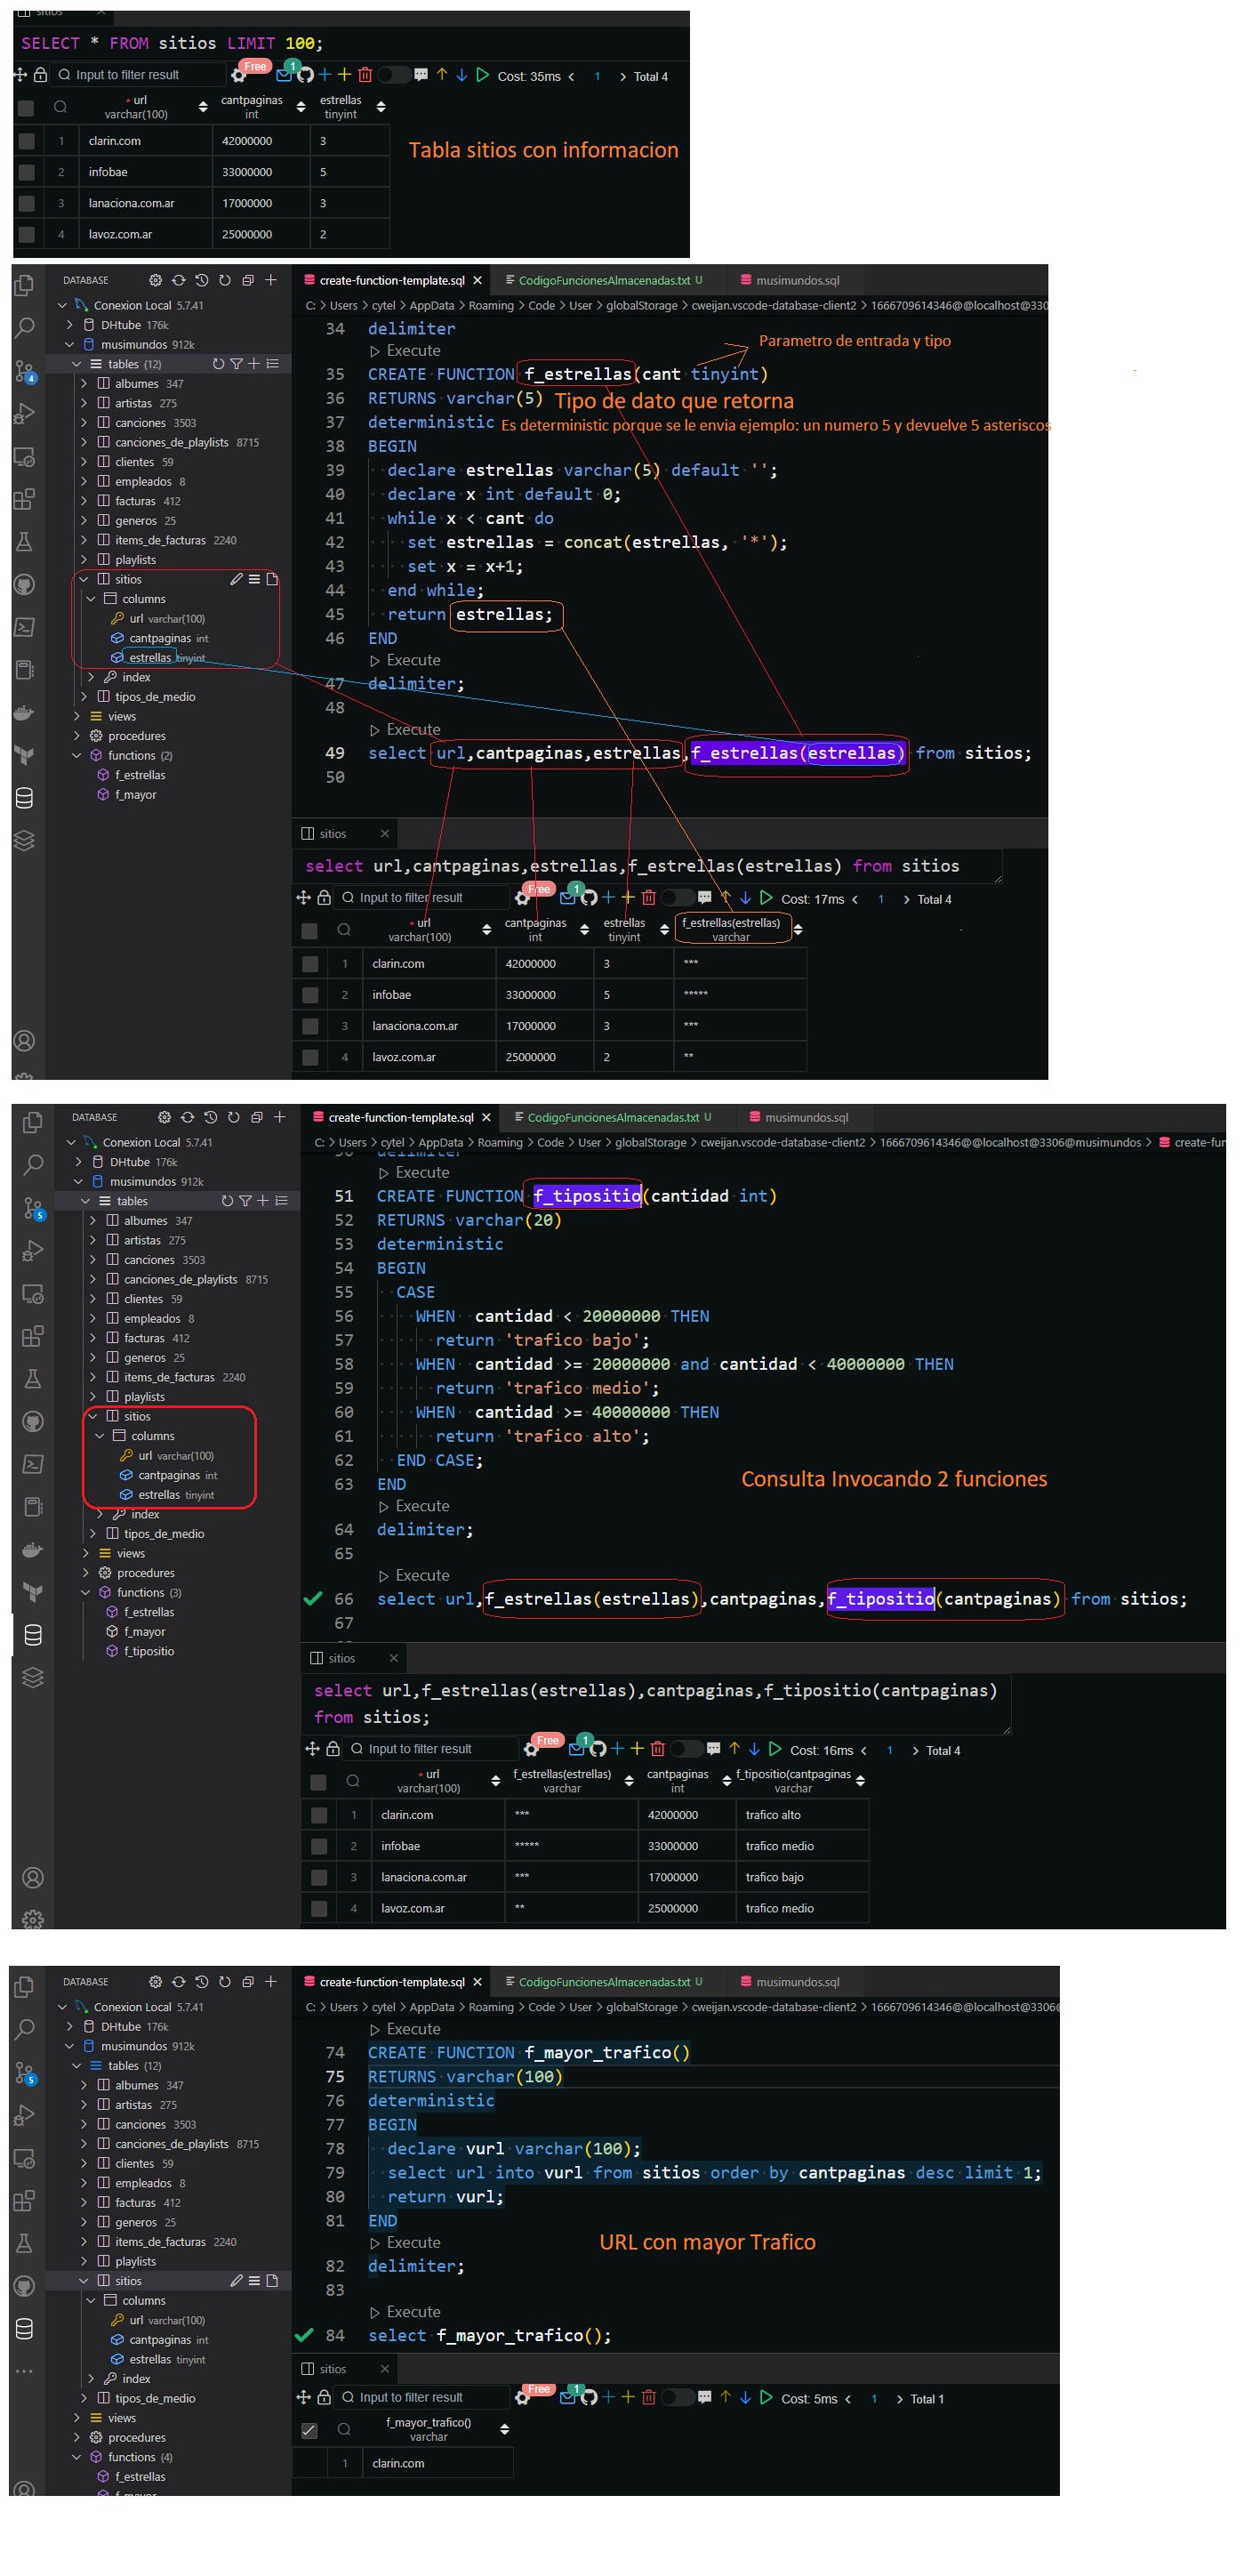 sitios
SELECT * FROM sitios LIMIT 100;
Input to filter result Free 1 Cost: 35ms 1 Total 4
* url cantpaginas estrellas
varchar(100) int tinyint
1 clarin.com 42000000 3
2 infobae 33000000 5
3 lanaciona.com.ar 17000000 3
4 lavoz.com.ar 25000000 2
Tabla sitios con informacion
DATABASE
Conexion Local 5.7.41
DHtube 176k
musimundos 912k
tables (12)
albumes 347
artistas 275
canciones 3503
canciones_de_playlists 8715
clientes 59
empleados 8
facturas 412
generos 25
items_de_facturas 2240
playlists
sitios
columns
url varchar(100)
cantpaginas int
estrellas tinyint
index
tipos_de_medio
views
procedures
functions (2)
f_estrellas
f_mayor
4
create-function-template.sql CodigoFuncionesAlmacenadas.txt U musimundos.sql
C: > Users > cytel > AppData > Roaming > Code > User > globalStorage > cweijan.vscode-database-client2 > 1666709614346@@localhost@330
34 delimiter
Execute
35 CREATE FUNCTION f_estrellas(cant tinyint)
36 RETURNS varchar(5)
37 deterministic
38 BEGIN
39 declare estrellas varchar(5) default '';
40 declare x int default 0;
41 while x < cant do
42 set estrellas = concat(estrellas, '*');
43 set x = x+1;
44 end while;
45 return estrellas;
46 END
Execute
47 delimiter;
48
Execute
49 select url,cantpaginas,estrellas,f_estrellas(estrellas) from sitios;
50
Parametro de entrada y tipo
Tipo de dato que retorna
Es deterministic porque se le envia ejemplo: un numero 5 y devuelve 5 asteriscos
sitios
select url,cantpaginas,estrellas,f_estrellas(estrellas) from sitios
Input to filter result Free 1 Cost: 17ms 1 Total 4
* url cantpaginas estrellas f_estrellas(estrellas)
varchar(100) int tinyint varchar
1 clarin.com 42000000 3 ***
2 infobae 33000000 5 *****
3 lanaciona.com.ar 17000000 3 ***
4 lavoz.com.ar 25000000 2 **
DATABASE
Conexion Local 5.7.41
DHtube 176k
musimundos 912k
tables
albumes 347
artistas 275
canciones 3503
canciones_de_playlists 8715
clientes 59
empleados 8
facturas 412
generos 25
items_de_facturas 2240
playlists
sitios
columns
url varchar(100)
cantpaginas int
estrellas tinyint
index
tipos_de_medio
views
procedures
functions (3)
f_estrellas
f_mayor
f_tipositio
5
create-function-template.sql CodigoFuncionesAlmacenadas.txt U musimundos.sql
C: > Users > cytel > AppData > Roaming > Code > User > globalStorage > cweijan.vscode-database-client2 > 1666709614346@@localhost@3306@musimundos > create-fun
50 delimiter
Execute
51 CREATE FUNCTION f_tipositio(cantidad int)
52 RETURNS varchar(20)
53 deterministic
54 BEGIN
55 CASE
56 WHEN cantidad < 20000000 THEN
57 return 'trafico bajo';
58 WHEN cantidad >= 20000000 and cantidad < 40000000 THEN
59 return 'trafico medio';
60 WHEN cantidad >= 40000000 THEN
61 return 'trafico alto';
62 END CASE;
63 END
Execute
64 delimiter;
65
Execute
66 select url,f_estrellas(estrellas),cantpaginas,f_tipositio(cantpaginas) from sitios;
67
Consulta Invocando 2 funciones
sitios
select url,f_estrellas(estrellas),cantpaginas,f_tipositio(cantpaginas)
from sitios;
Input to filter result Free 1 Cost: 16ms 1 Total 4
* url f_estrellas(estrellas) cantpaginas f_tipositio(cantpaginas
varchar(100) varchar int varchar
1 clarin.com *** 42000000 trafico alto
2 infobae ***** 33000000 trafico medio
3 lanaciona.com.ar *** 17000000 trafico bajo
4 lavoz.com.ar ** 25000000 trafico medio
DATABASE
Conexion Local 5.7.41
DHtube 176k
musimundos 912k
tables (12)
albumes 347
artistas 275
canciones 3503
canciones_de_playlists 8715
clientes 59
empleados 8
facturas 412
generos 25
items_de_facturas 2240
playlists
sitios
columns
url varchar(100)
cantpaginas int
estrellas tinyint
index
tipos_de_medio
views
procedures
functions (4)
f_estrellas
f_mayor
5
create-function-template.sql CodigoFuncionesAlmacenadas.txt U musimundos.sql
C: > Users > cytel > AppData > Roaming > Code > User > globalStorage > cweijan.vscode-database-client2 > 1666709614346@@localhost@3306@
Execute
74 CREATE FUNCTION f_mayor_trafico()
75 RETURNS varchar(100)
76 deterministic
77 BEGIN
78 declare vurl varchar(100);
79 select url into vurl from sitios order by cantpaginas desc limit 1;
80 return vurl;
81 END
Execute
82 delimiter;
83
Execute
84 select f_mayor_trafico();
URL con mayor Trafico
sitios
Input to filter result Free 1 Cost: 5ms 1 Total 1
f_mayor_trafico()
varchar
1 clarin.com